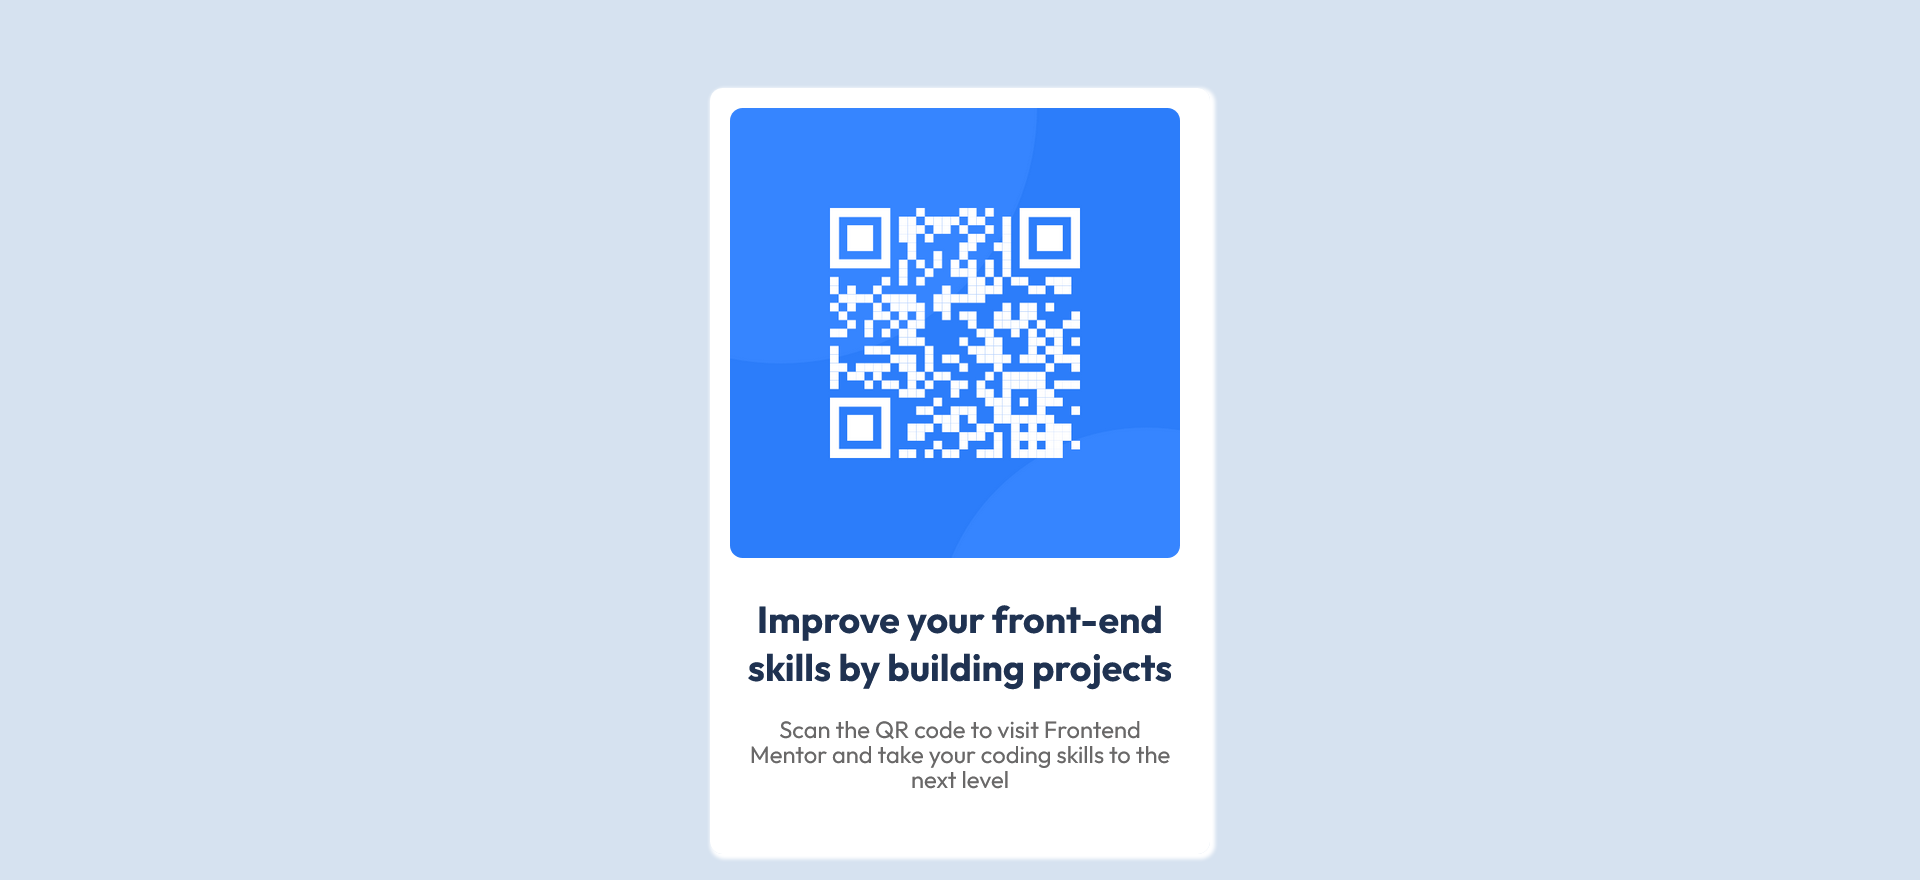 Improve your front-end
skills by building projects
Scan the QR code to visit Frontend
Mentor and take your coding skills to the
next level